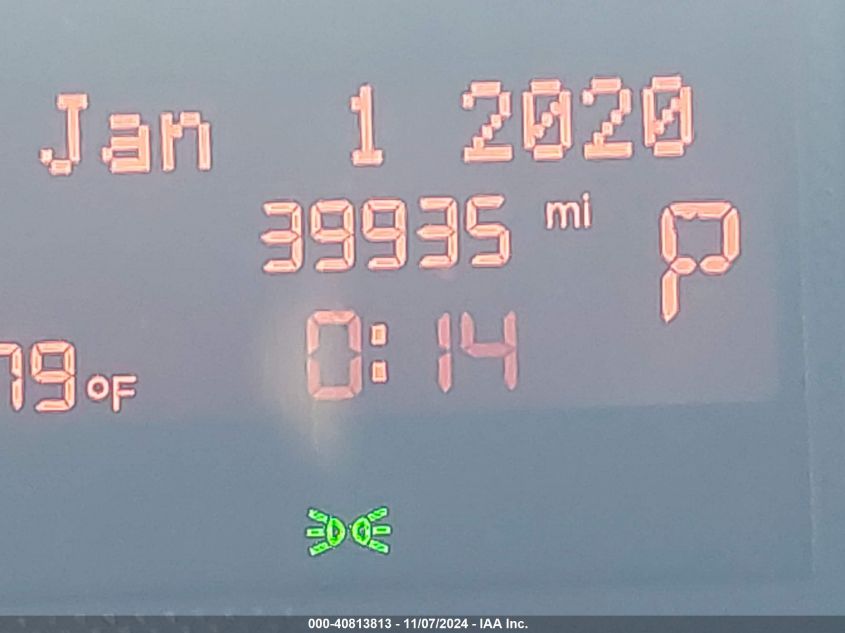 Jan 1 2020
39935 mi P
0:14
79°F
000-40813813 - 11/07/2024 - IAA Inc.